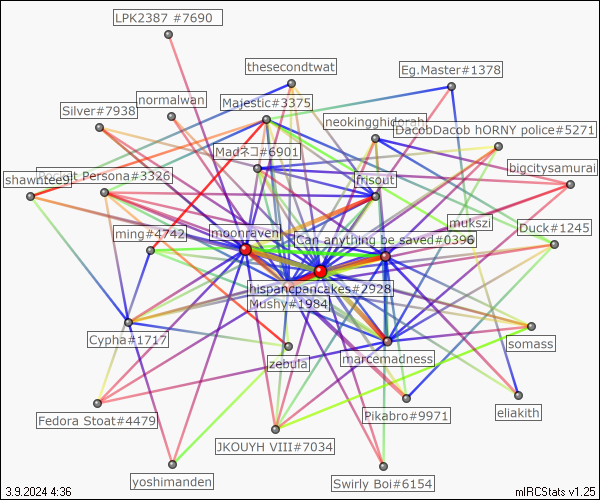 LPK2387 #7690
thesecondtwat
Eg.Master#1378
normalwan
Majestic#3375
Silver#7938
neokingghidorah
DacobDacob hORNY police#5271
Madネコ#6901
bigcitysamurai
Persona#3326
shawntee9
frisout
mukszi
Duck#1245
ming#4742
moonraven
Can anything be saved#0396
hispanicpancakes#2928
Mushy#1984
Cypha#1717
zebula
marcemadness
somass
Fedora Stoat#4479
Pikabro#9971
eliakith
JKOUYH VIII#7034
yoshimanden
Swirly Boi#6154
3.9.2024 4:36
mIRCStats v1.25